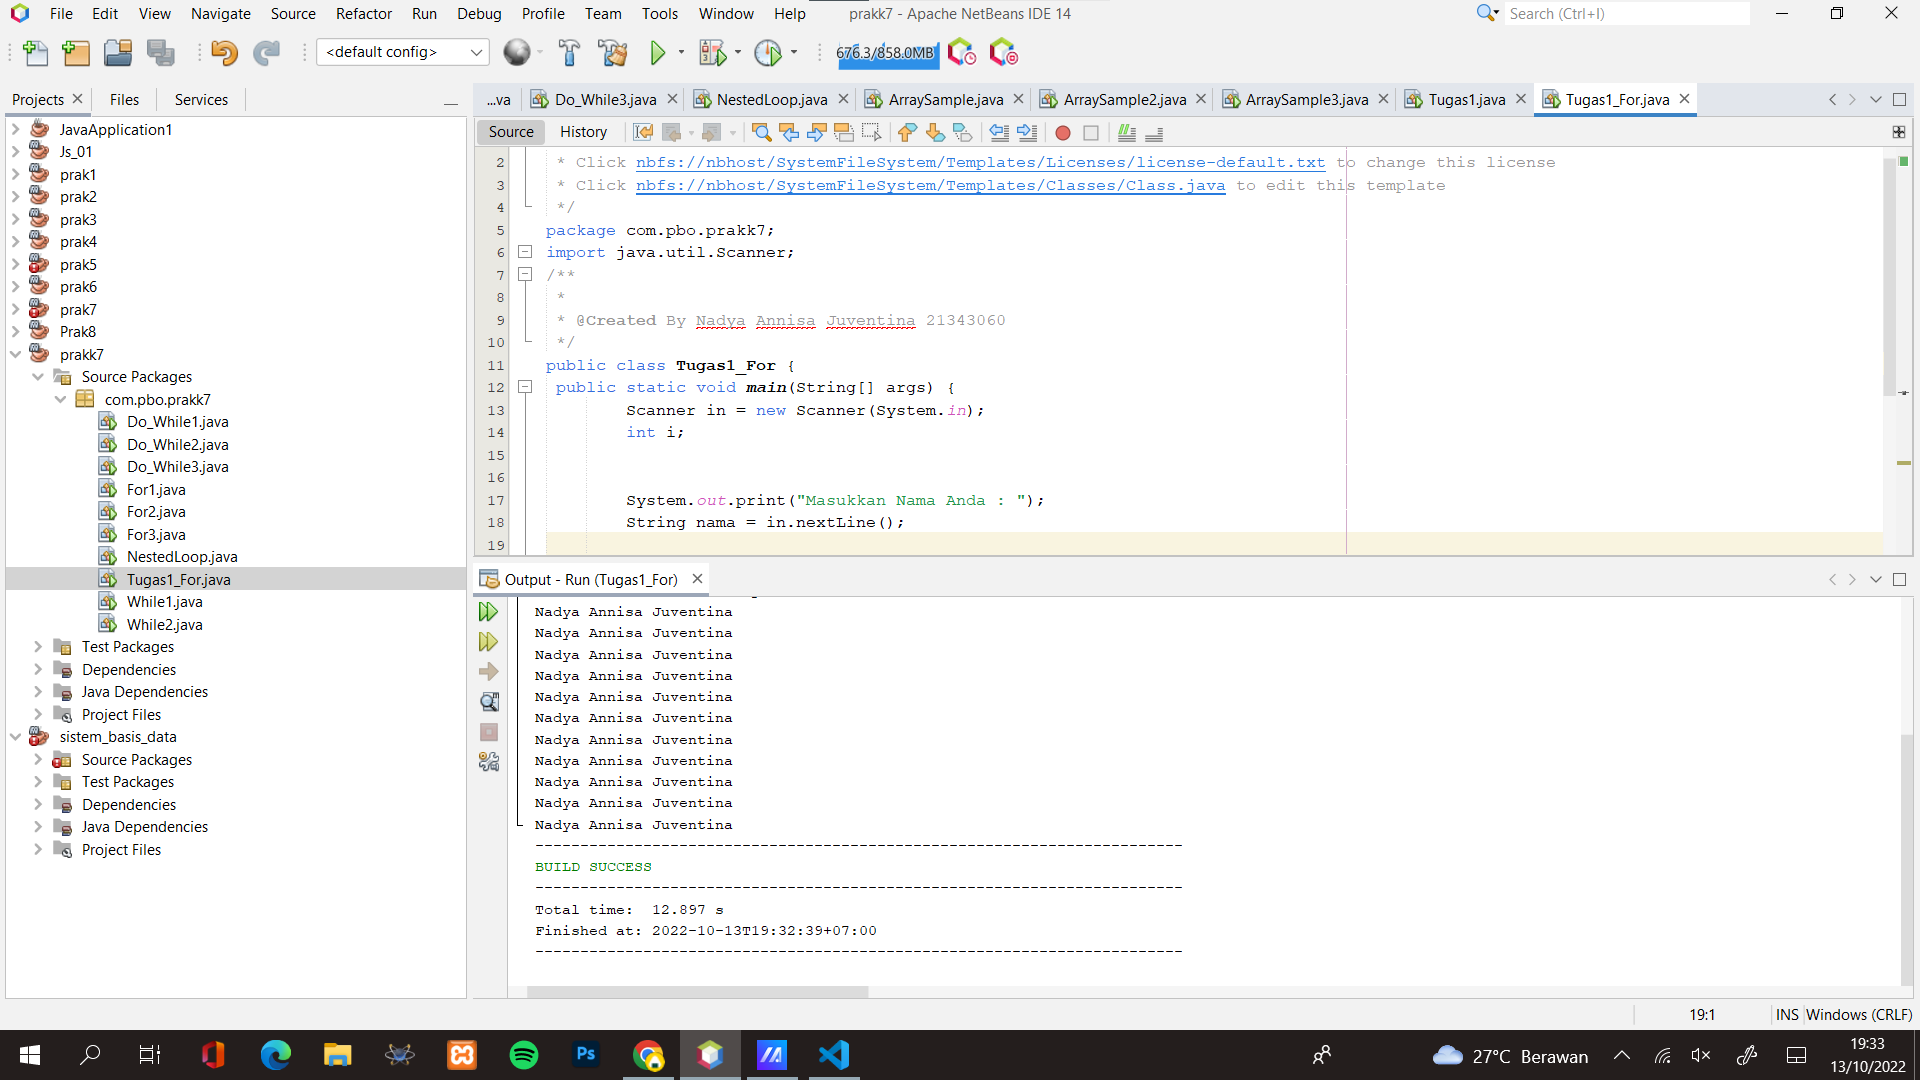 File Edit View Navigate Source Refactor Run Debug Profile Team Tools Window Help prakk7 - Apache NetBeans IDE 14 Search (Ctrl+I)
<default config> 676.3/858.0MB
Projects Files Services
...va Do_While3.java NestedLoop.java ArraySample.java ArraySample2.java ArraySample3.java Tugas1.java Tugas1_For.java
Source History
JavaApplication1
Js_01
prak1
prak2
prak3
prak4
prak5
prak6
prak7
Prak8
prakk7
Source Packages
com.pbo.prakk7
Do_While1.java
Do_While2.java
Do_While3.java
For1.java
For2.java
For3.java
NestedLoop.java
Tugas1_For.java
While1.java
While2.java
Test Packages
Dependencies
Java Dependencies
Project Files
sistem_basis_data
Source Packages
Test Packages
Dependencies
Java Dependencies
Project Files
2 * Click nbfs://nbhost/SystemFileSystem/Templates/Licenses/license-default.txt to change this license
3 * Click nbfs://nbhost/SystemFileSystem/Templates/Classes/Class.java to edit this template
4 */
5 package com.pbo.prakk7;
6 import java.util.Scanner;
7 /**
8 *
9 * @Created By Nadya Annisa Juventina 21343060
10 */
11 public class Tugas1_For {
12 public static void main(String[] args) {
13 Scanner in = new Scanner(System.in);
14 int i;
15
16
17 System.out.print("Masukkan Nama Anda : ");
18 String nama = in.nextLine();
19
Output - Run (Tugas1_For)
Nadya Annisa Juventina
Nadya Annisa Juventina
Nadya Annisa Juventina
Nadya Annisa Juventina
Nadya Annisa Juventina
Nadya Annisa Juventina
Nadya Annisa Juventina
Nadya Annisa Juventina
Nadya Annisa Juventina
Nadya Annisa Juventina
Nadya Annisa Juventina
------------------------------------------------------------------------
BUILD SUCCESS
------------------------------------------------------------------------
Total time: 12.897 s
Finished at: 2022-10-13T19:32:39+07:00
------------------------------------------------------------------------
19:1 INS Windows (CRLF)
Ps
27°C Berawan
19:33
13/10/2022